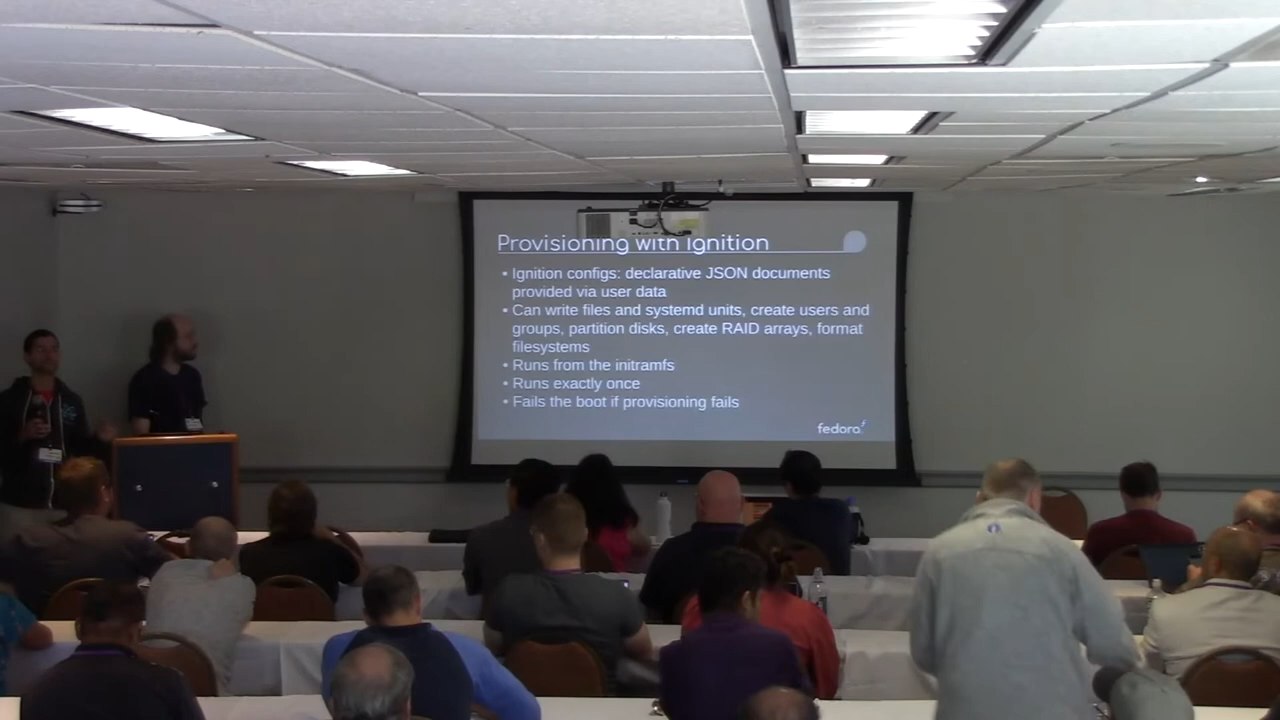 Provisioning with Ignition
• Ignition configs: declarative JSON documents
provided via user data
• Can write files and systemd units, create users and
groups, partition disks, create RAID arrays, format
filesystems
• Runs from the initramfs
• Runs exactly once
• Fails the boot if provisioning fails
fedora